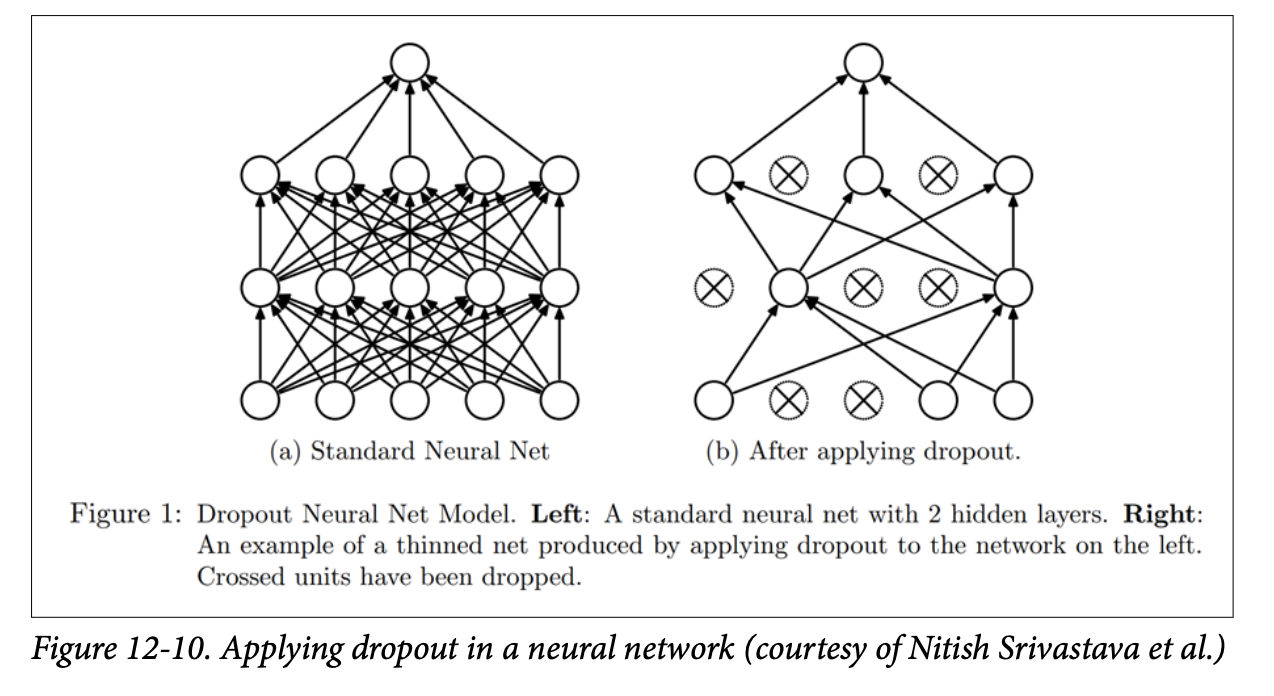 (a) Standard Neural Net
(b) After applying dropout.
Figure 1: Dropout Neural Net Model. Left: A standard neural net with 2 hidden layers. Right:
An example of a thinned net produced by applying dropout to the network on the left.
Crossed units have been dropped.
Figure 12-10. Applying dropout in a neural network (courtesy of Nitish Srivastava et al.)